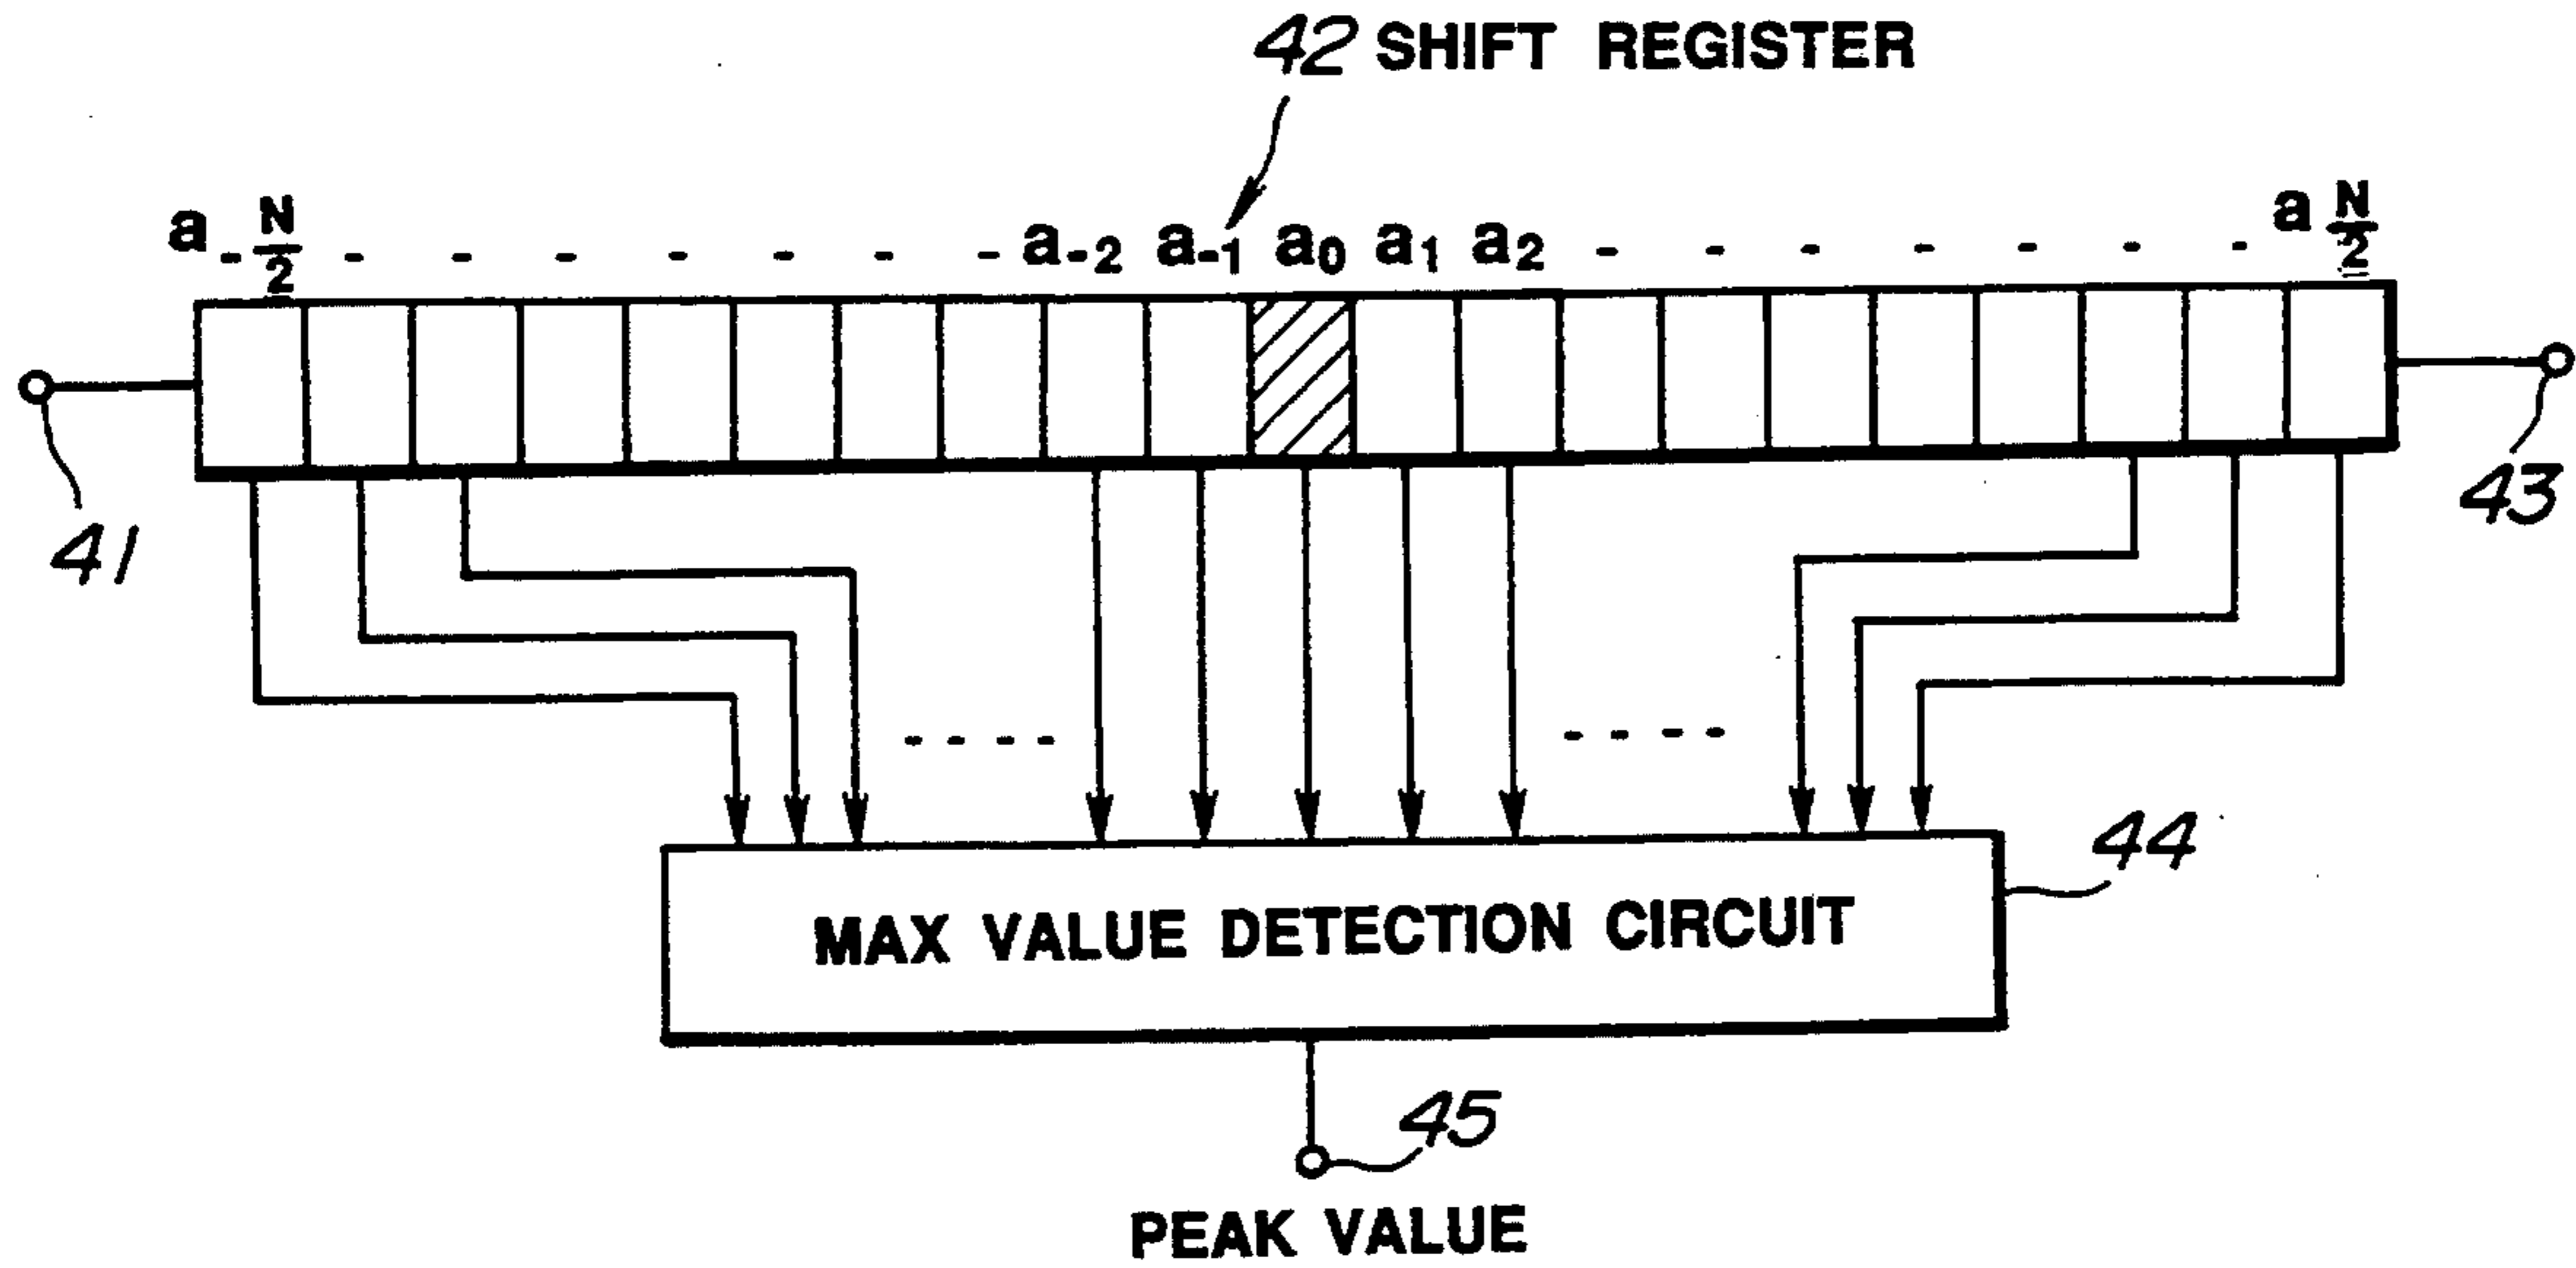 42 SHIFT REGISTER
a -N/2 - - - - - - - a-2 a-1 a0 a1 a2 - - - - - - - a N/2
41
43
- - - -
- - - -
44
MAX VALUE DETECTION CIRCUIT
45
PEAK VALUE